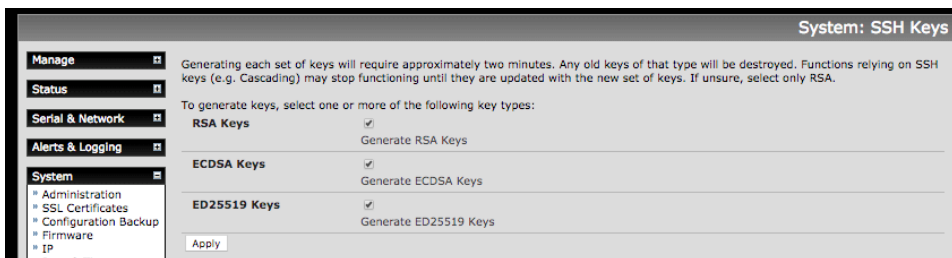 System: SSH Keys
Manage
Status
Serial & Network
Alerts & Logging
System
Administration
SSL Certificates
Configuration Backup
Firmware
IP
Generating each set of keys will require approximately two minutes. Any old keys of that type will be destroyed. Functions relying on SSH
keys (e.g. Cascading) may stop functioning until they are updated with the new set of keys. If unsure, select only RSA.
To generate keys, select one or more of the following key types:
RSA Keys
Generate RSA Keys
ECDSA Keys
Generate ECDSA Keys
ED25519 Keys
Generate ED25519 Keys
Apply